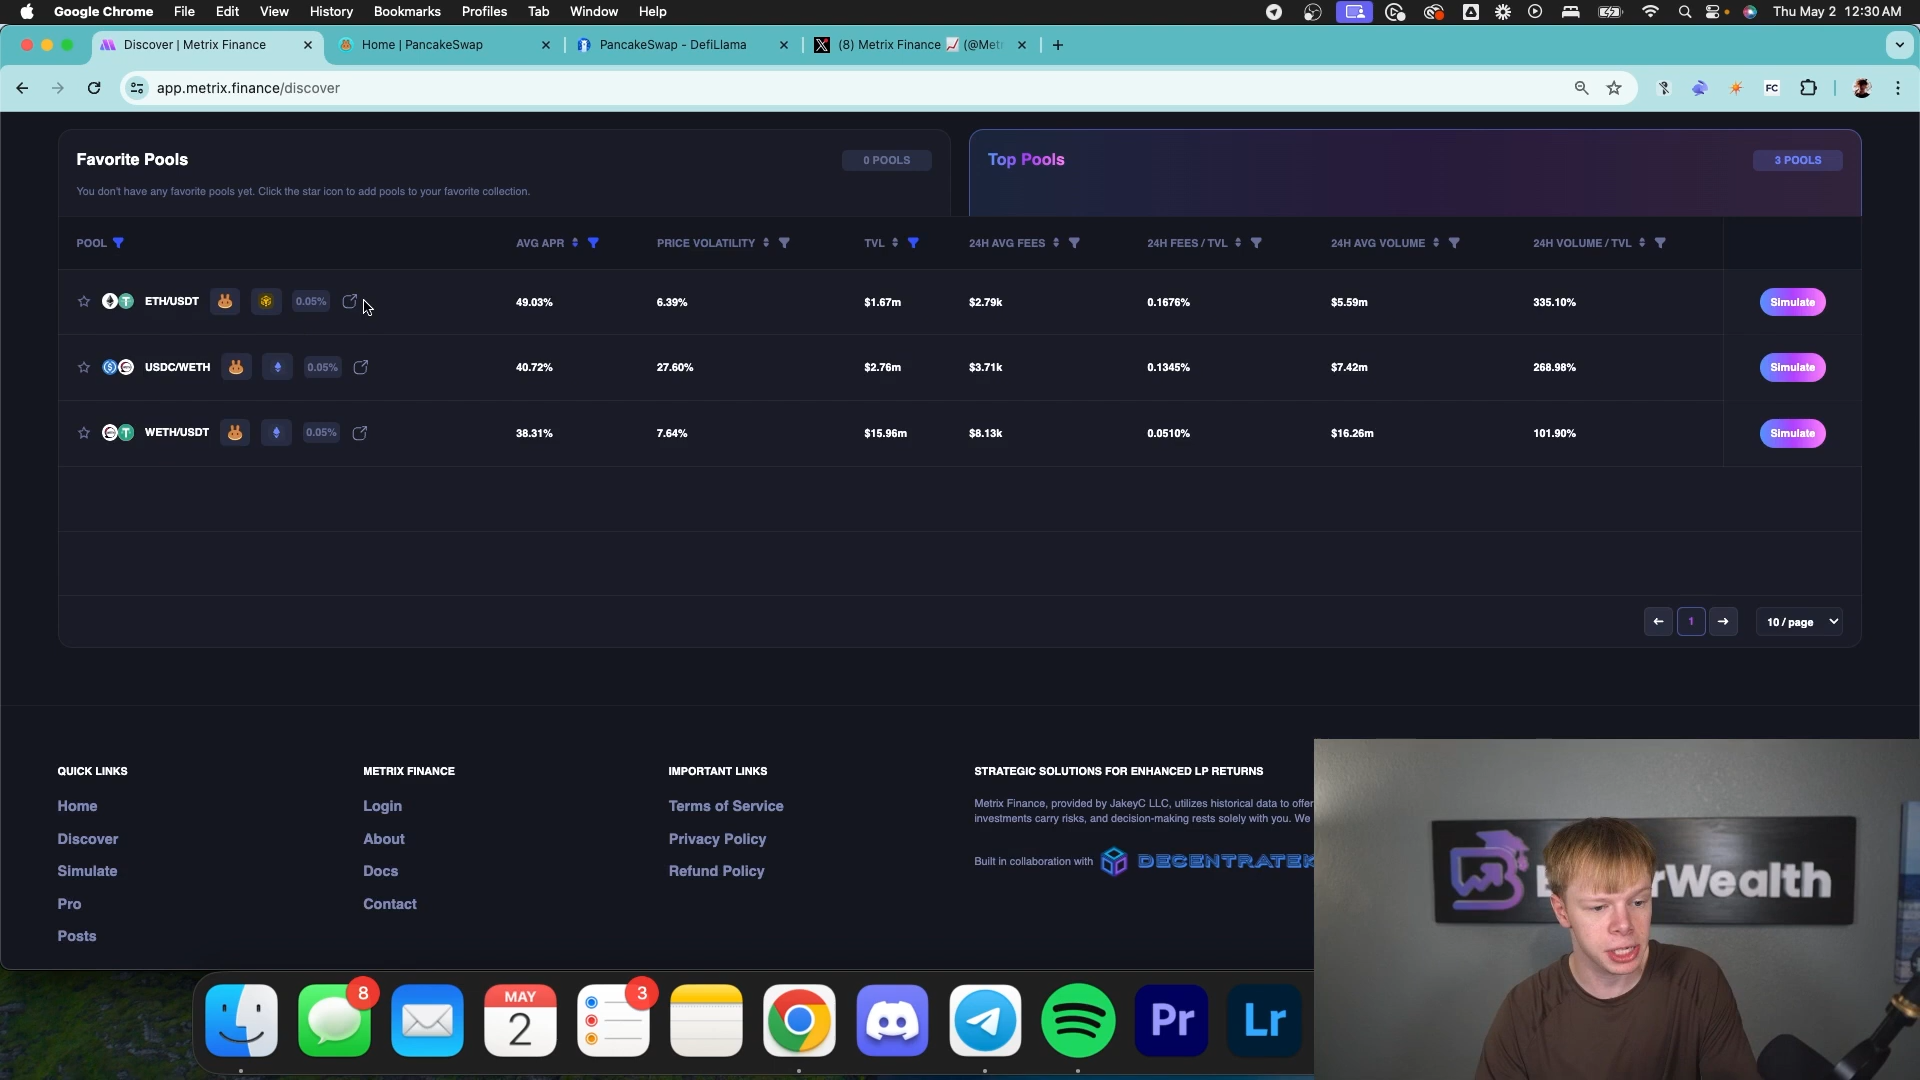 Google Chrome File Edit View History Bookmarks Profiles Tab Window Help Thu May 2 12:30 AM
Discover | Metrix Finance Home | PancakeSwap PancakeSwap - DefiLlama (8) Metrix Finance 📈 (@Met
app.metrix.finance/discover FC
Favorite Pools 0 POOLS
You don't have any favorite pools yet. Click the star icon to add pools to your favorite collection.
Top Pools 3 POOLS
POOL AVG APR PRICE VOLATILITY TVL 24H AVG FEES 24H FEES / TVL 24H AVG VOLUME 24H VOLUME / TVL
ETH/USDT 0.05% 49.03% 6.39% $1.67m $2.79k 0.1676% $5.59m 335.10% Simulate
USDC/WETH 0.05% 40.72% 27.60% $2.76m $3.71k 0.1345% $7.42m 268.98% Simulate
WETH/USDT 0.05% 38.31% 7.64% $15.96m $8.13k 0.0510% $16.26m 101.90% Simulate
1 10 / page
QUICK LINKS
Home
Discover
Simulate
Pro
Posts
METRIX FINANCE
Login
About
Docs
Contact
IMPORTANT LINKS
Terms of Service
Privacy Policy
Refund Policy
STRATEGIC SOLUTIONS FOR ENHANCED LP RETURNS
Metrix Finance, provided by JakeyC LLC, utilizes historical data to offer
investments carry risks, and decision-making rests solely with you. We
Built in collaboration with DECENTRATEK
rWealth
8 MAY 2 3 Pr Lr